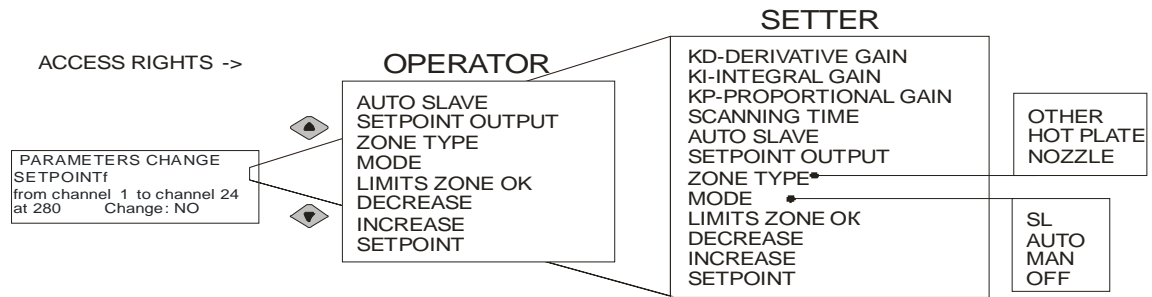 SETTER
ACCESS RIGHTS ->
OPERATOR
PARAMETERS CHANGE
SETPOINTf
from channel 1 to channel 24
at 280 Change: NO
AUTO SLAVE
SETPOINT OUTPUT
ZONE TYPE
MODE
LIMITS ZONE OK
DECREASE
INCREASE
SETPOINT
KD-DERIVATIVE GAIN
KI-INTEGRAL GAIN
KP-PROPORTIONAL GAIN
SCANNING TIME
AUTO SLAVE
SETPOINT OUTPUT
ZONE TYPE
MODE
LIMITS ZONE OK
DECREASE
INCREASE
SETPOINT
OTHER
HOT PLATE
NOZZLE
SL
AUTO
MAN
OFF